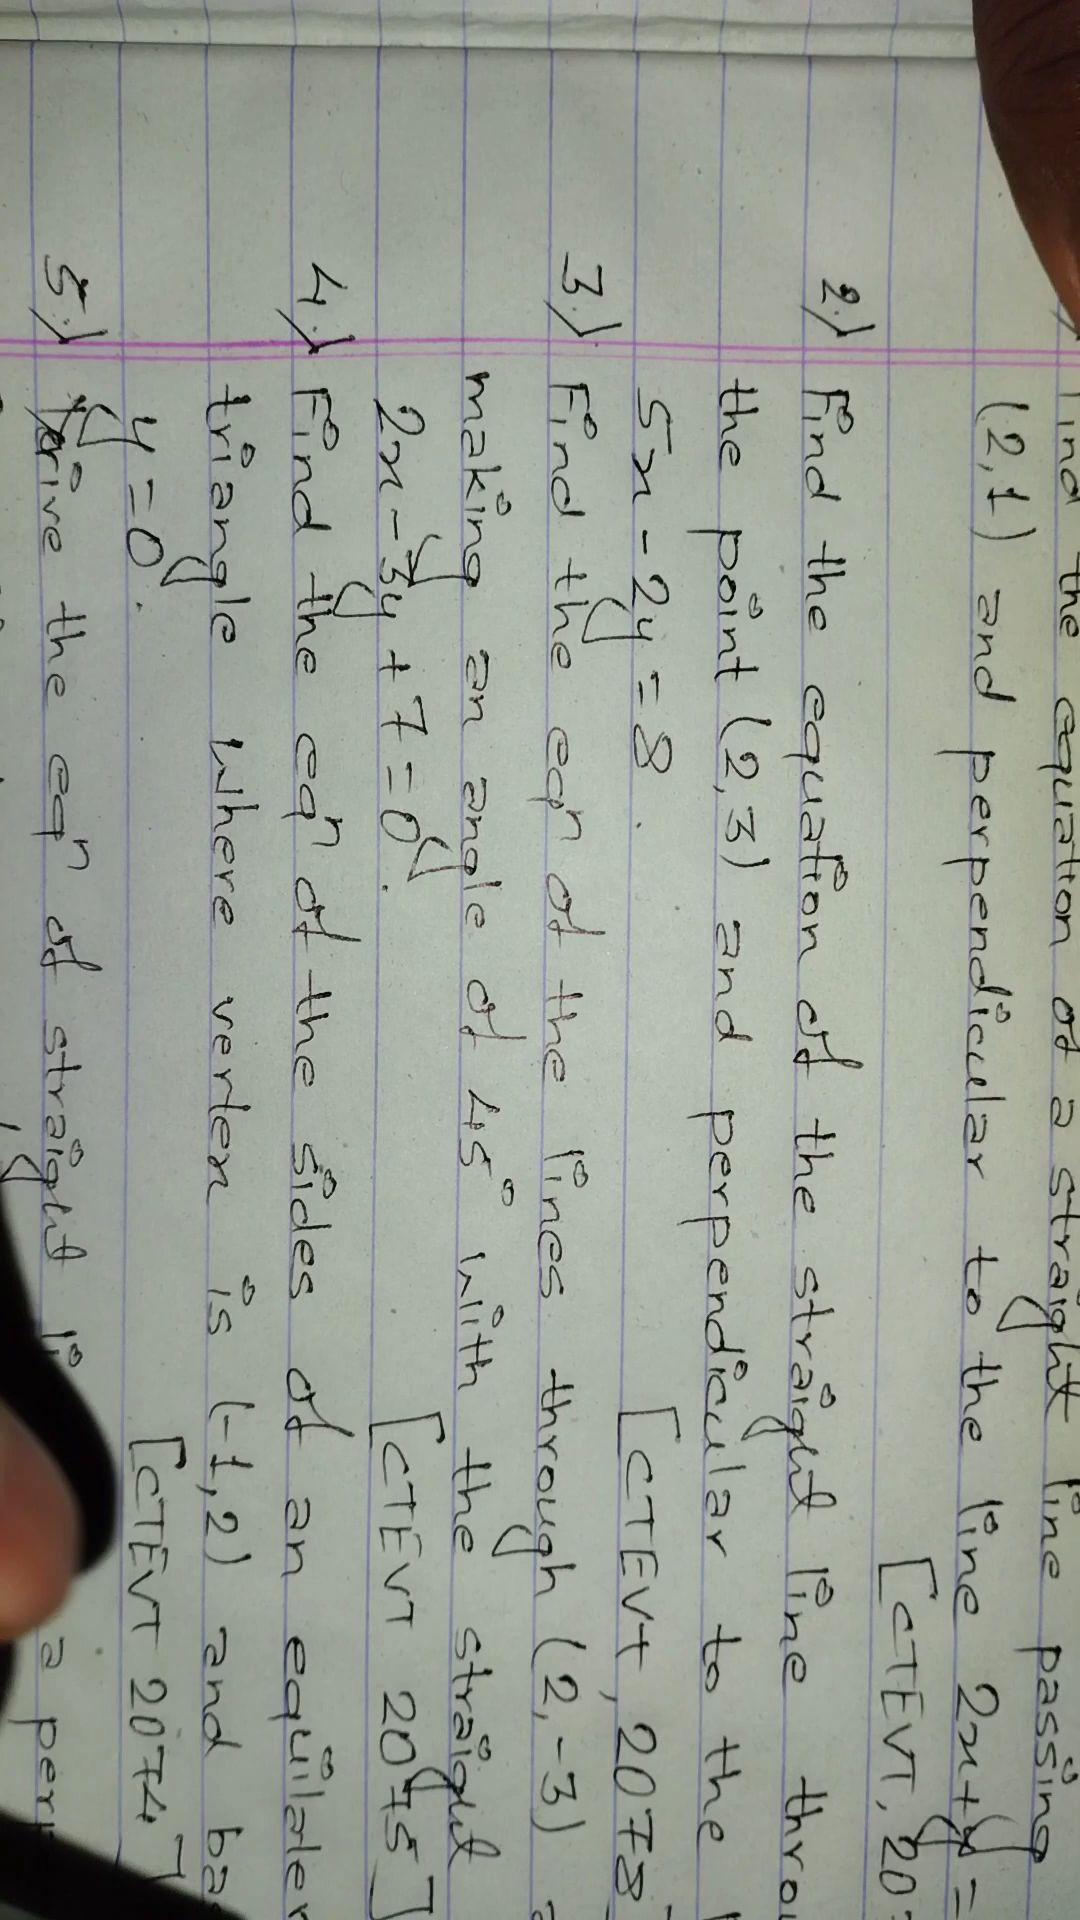 find the equation of a straight line passing
(2,1) and perpendicular to the line 2x+y=
[CTEVT, 20
2.) Find the equation of the straight line thro
the point (2,3) and perpendicular to the
5x-2y=8. [CTEVT, 2078
3.) Find the eqn of the lines through (2,-3)
making an angle of 45° with the straight
2x-3y+7=0. [CTEVT 2075]
4.) Find the eqn of the sides of an equilater
triangle where vertex is (-1,2) and bas
y=0. [CTEVT 2074]
5.) the eqn of straight li a per